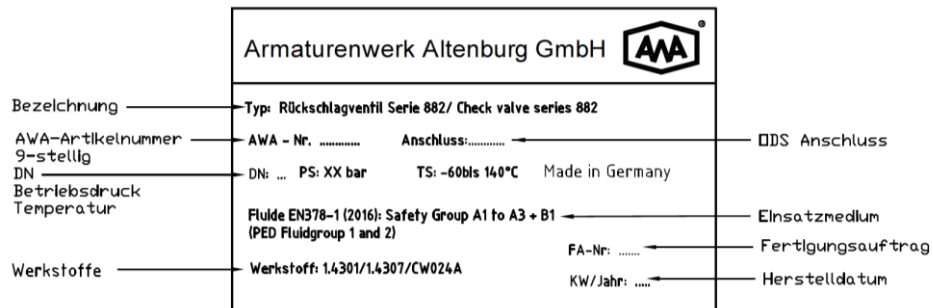 Armaturenwerk Altenburg GmbH AWA ®
Bezeichnung Typ: Rückschlagventil Serie 882/ Check valve series 882
AWA-Artikelnummer AWA - Nr. ............. Anschluss:............ ODS Anschluss
9-stellig
DN DN: ... PS: XX bar TS: -60bis 140°C Made in Germany
Betriebsdruck
Temperatur
Fluide EN378-1 (2016): Safety Group A1 to A3 + B1 Einsatzmedium
(PED Fluidgroup 1 and 2)
FA-Nr: ....... Fertigungsauftrag
Werkstoffe Werkstoff: 1.4301/1.4307/CW024A
KW/Jahr: ..... Herstelldatum